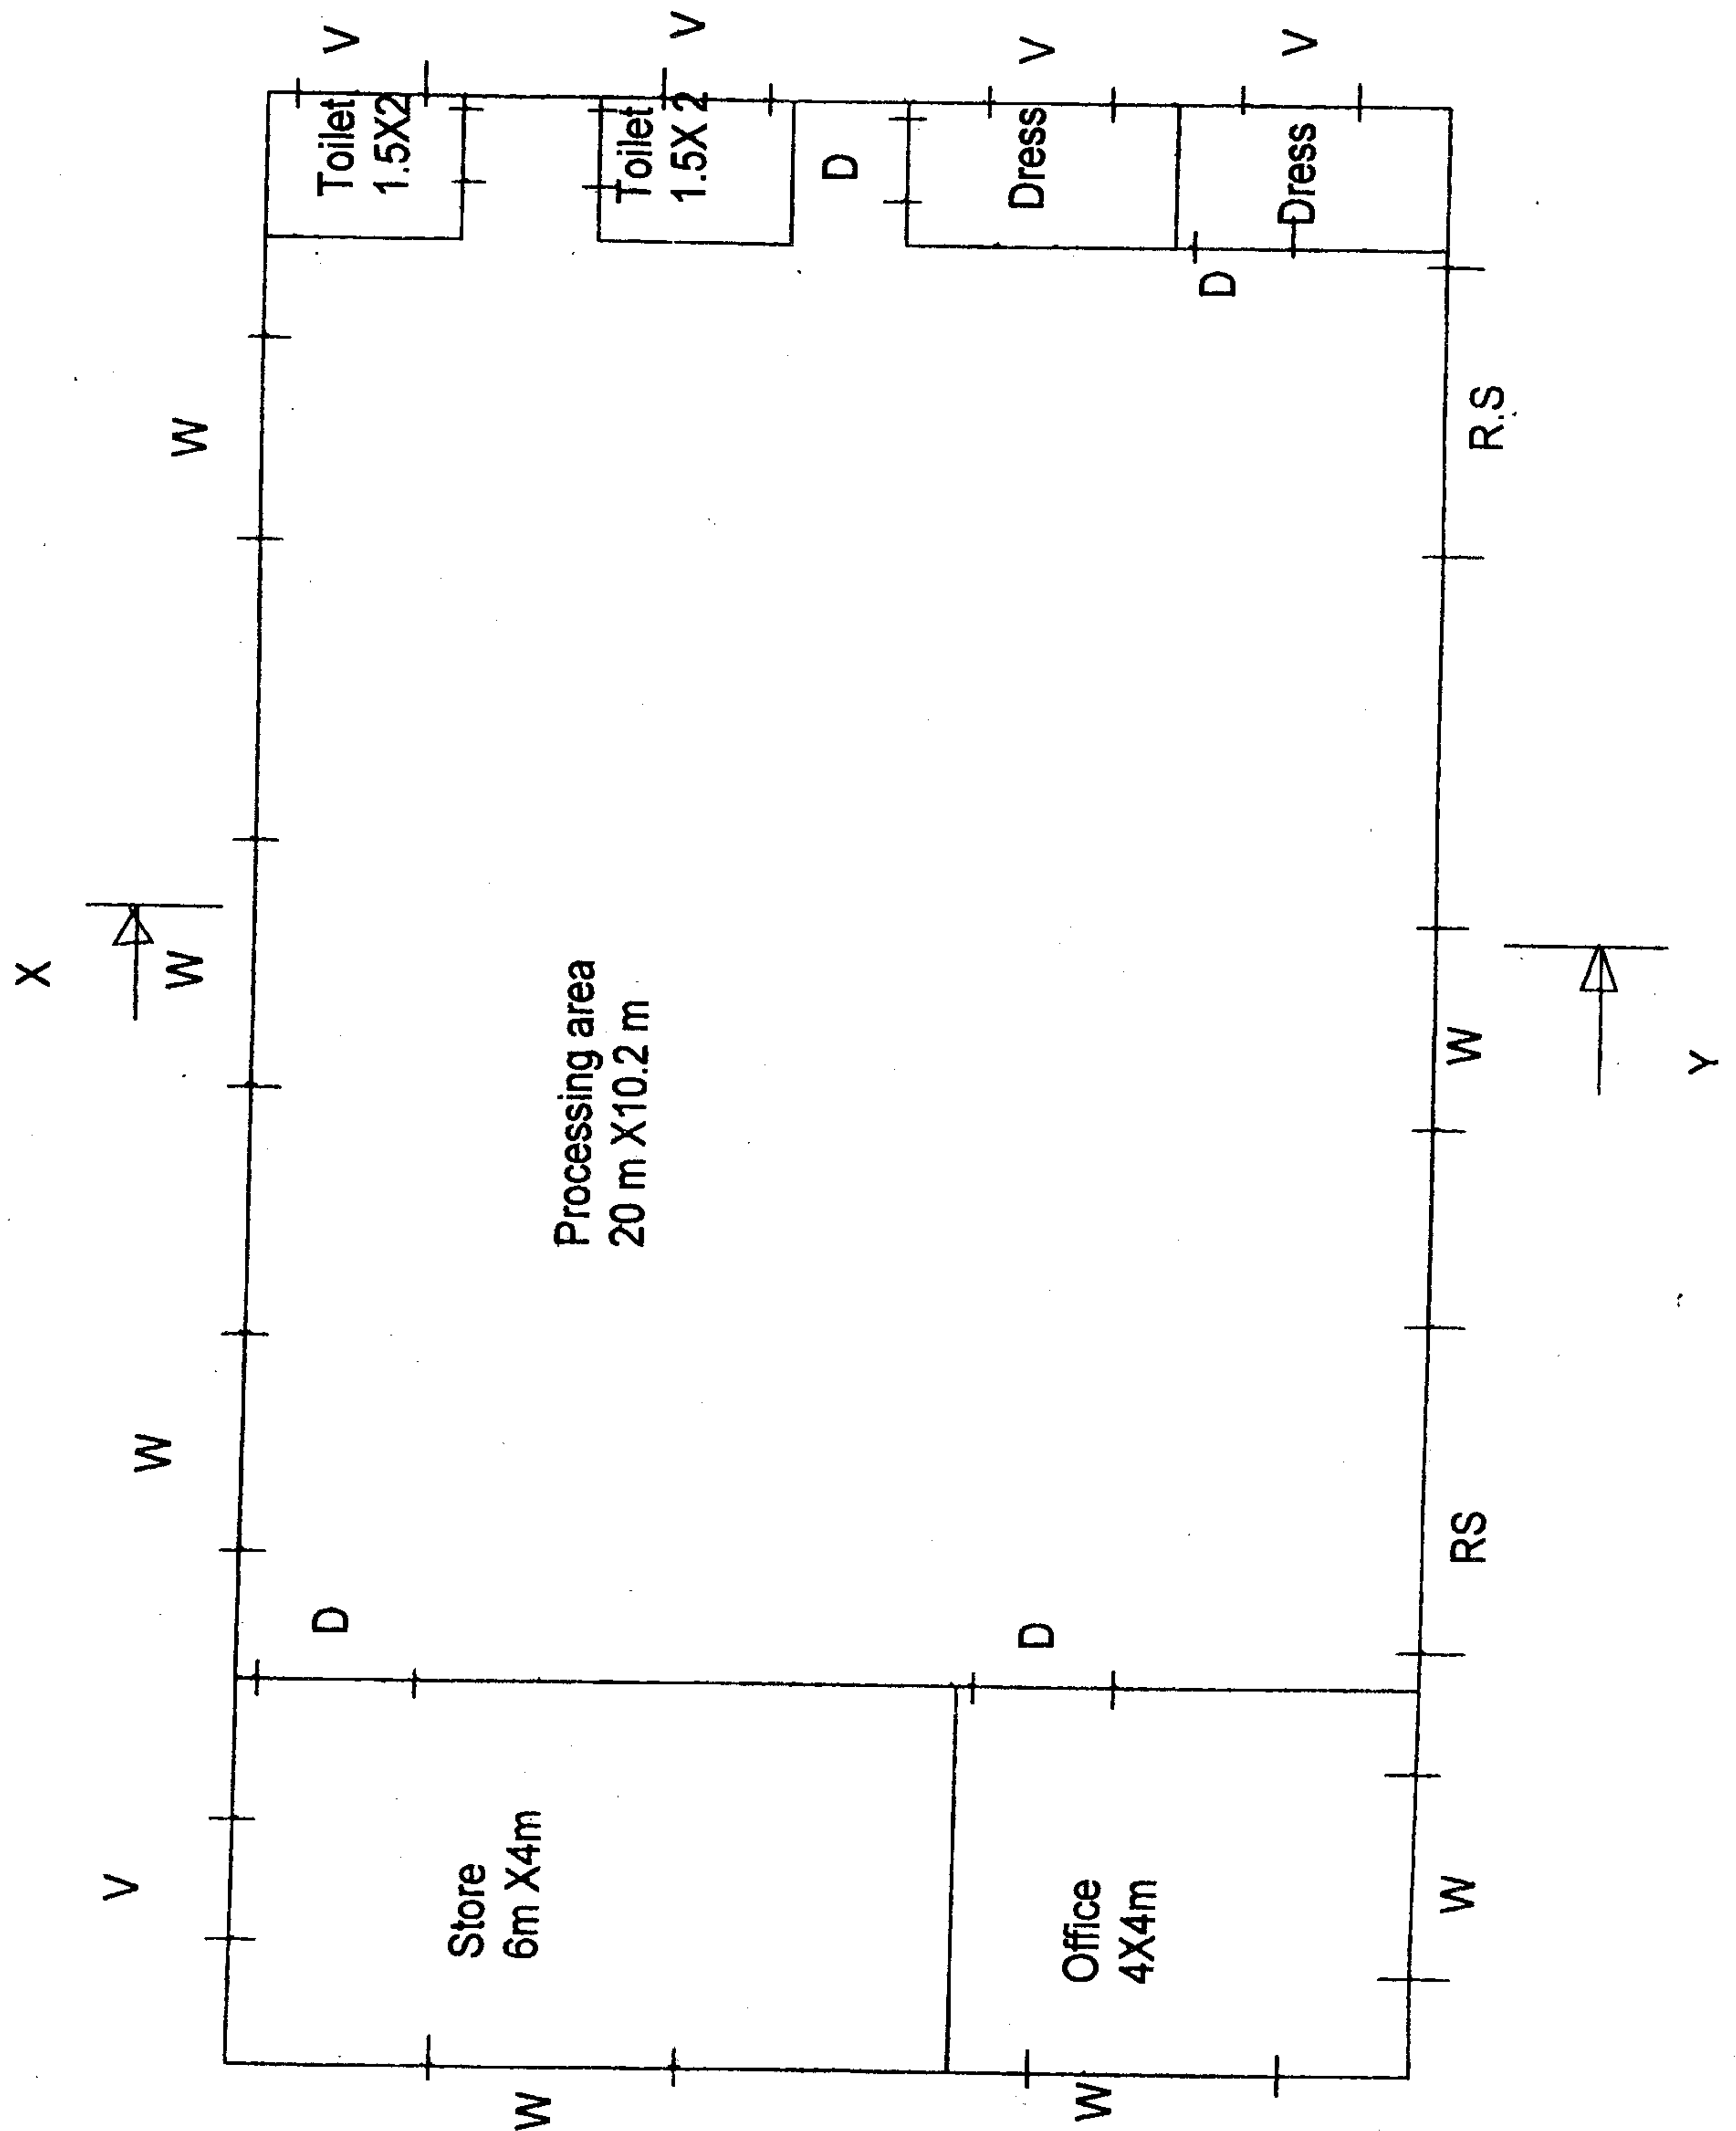 X
V
W
W
W
D
Toilet
1.5X2
V
Store
6m X4m
W
Processing area
20 m X10.2 m
Toilet
1.5X 2
V
D
D
Dress
V
Office
4X4m
W
D
Dress
V
W
RS
W
R.S
Y